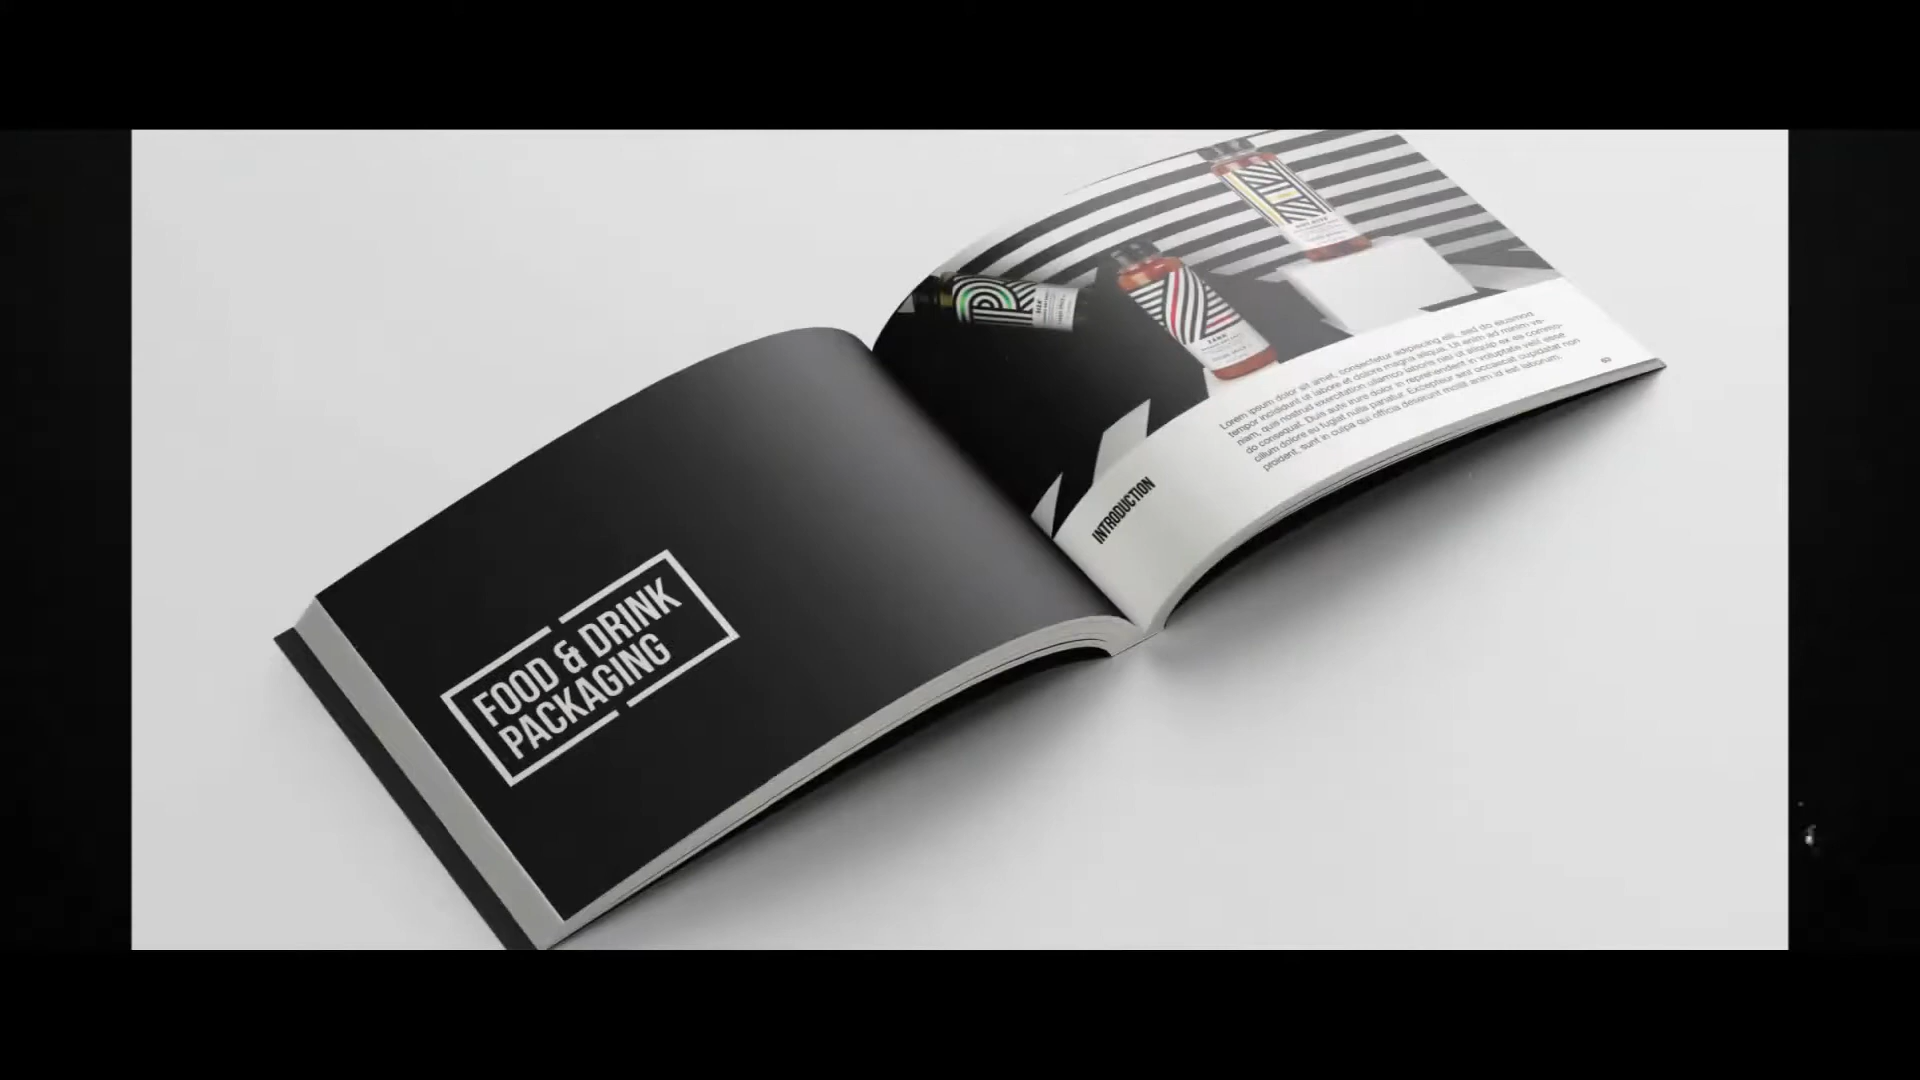 FOOD & DRINK
PACKAGING
INTRODUCTION
Lorem ipsum dolor sit amet, consectetur adipiscing elit, sed do eiusmod
tempor incididunt ut labore et dolore magna aliqua. Ut enim ad minim ve-
niam, quis nostrud exercitation ullamco laboris nisi ut aliquip ex ea commo-
do consequat. Duis aute irure dolor in reprehenderit in voluptate velit esse
cillum dolore eu fugiat nulla pariatur. Excepteur sint occaecat cupidatat non
proident, sunt in culpa qui officia deserunt mollit anim id est laborum.